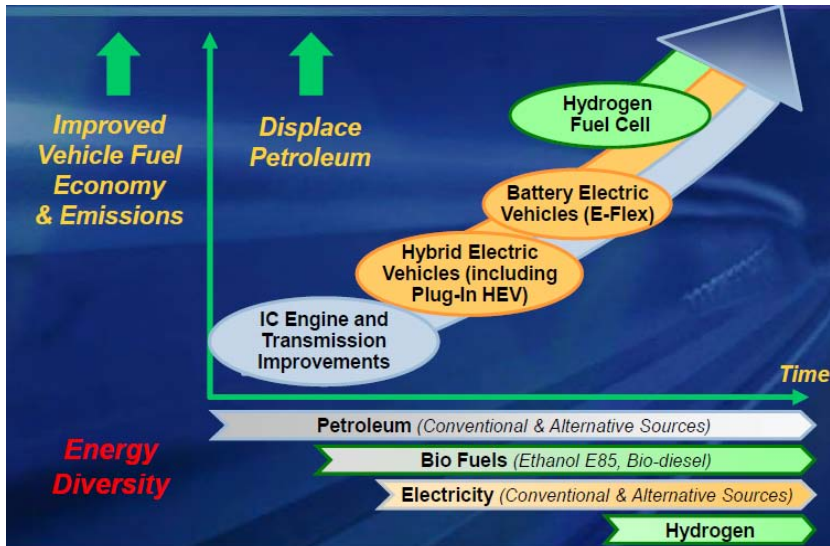 Improved
Vehicle Fuel
Economy
& Emissions
Displace
Petroleum
Hydrogen
Fuel Cell
Battery Electric
Vehicles (E-Flex)
Hybrid Electric
Vehicles (including
Plug-In HEV)
IC Engine and
Transmission
Improvements
Time
Energy
Diversity
Petroleum (Conventional & Alternative Sources)
Bio Fuels (Ethanol E85, Bio-diesel)
Electricity (Conventional & Alternative Sources)
Hydrogen